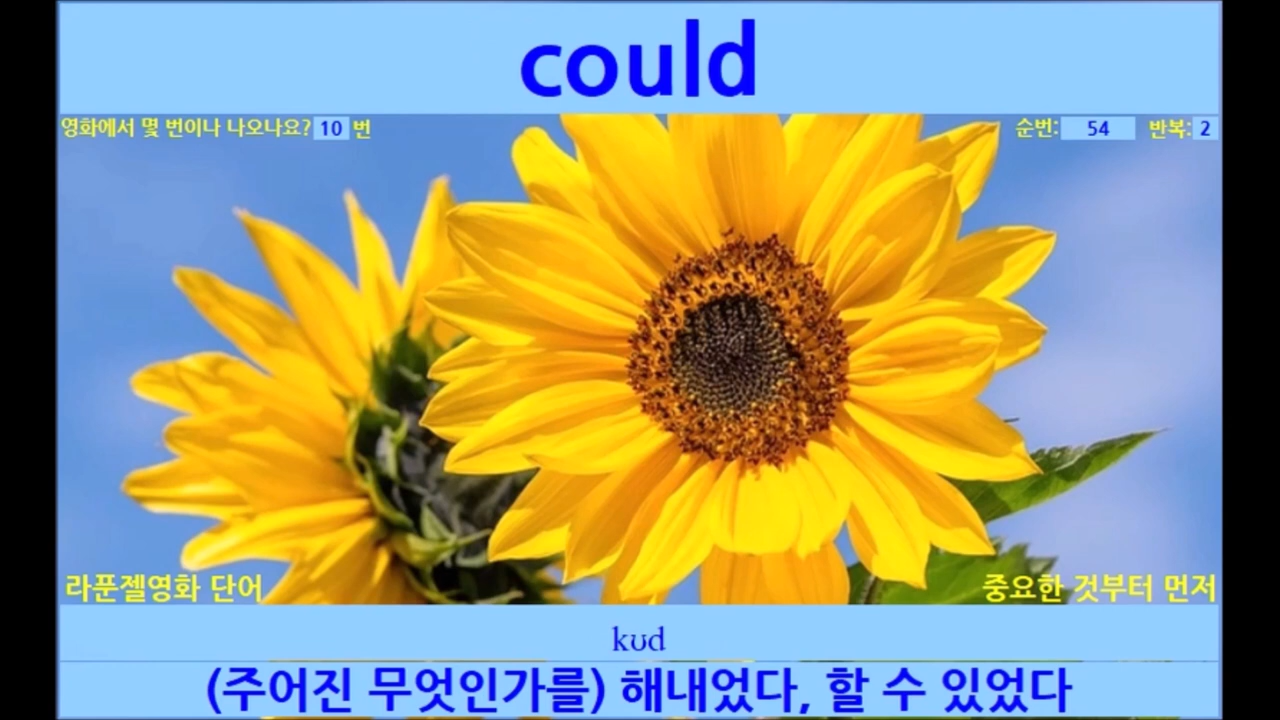 could
영화에서 몇 번이나 나오나요? 10 번
순번: 54 반복: 2
라푼젤영화 단어
중요한 것부터 먼저
kʊd
(주어진 무엇인가를) 해내었다, 할 수 있었다